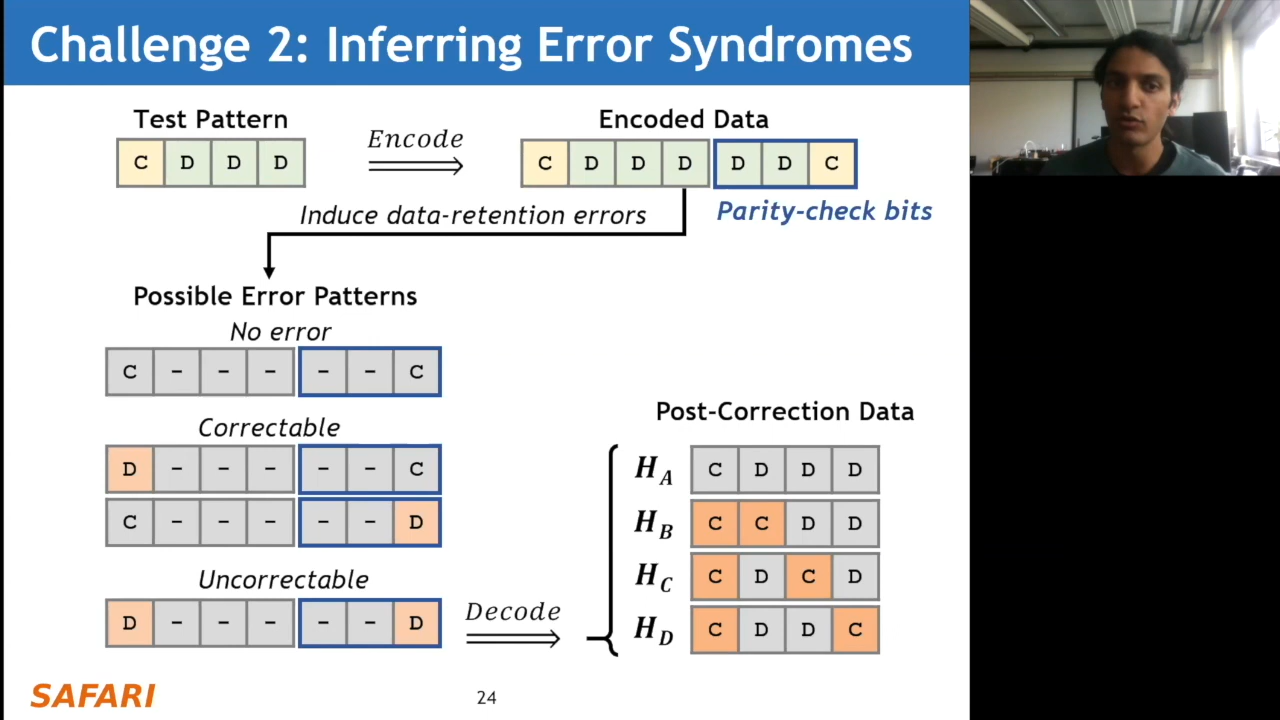 Challenge 2: Inferring Error Syndromes
Test Pattern
C D D D
Encode
Encoded Data
C D D D D D C
Induce data-retention errors
Parity-check bits
Possible Error Patterns
No error
C - - - - - C
Correctable
D - - - - - C
C - - - - - D
Uncorrectable
D - - - - - D
Decode
Post-Correction Data
H_A C D D D
H_B C C D D
H_C C D C D
H_D C D D C
SAFARI
24